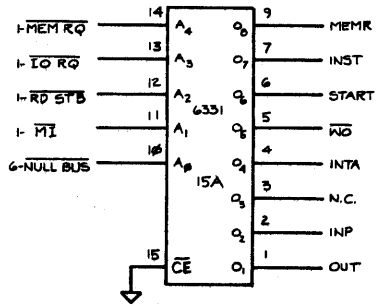 14 9
1-MEM RQ A4 O8 MEMR
13 7
1-IO RQ A3 O7 INST
12 6
1-RD STB A2 6331 O6 START
11 5
1-MI A1 O5 WO
10 4
6-NULL BUS A0 O4 INTA
15A 3
O3 N.C.
2
O2 INP
15 1
CE O1 OUT